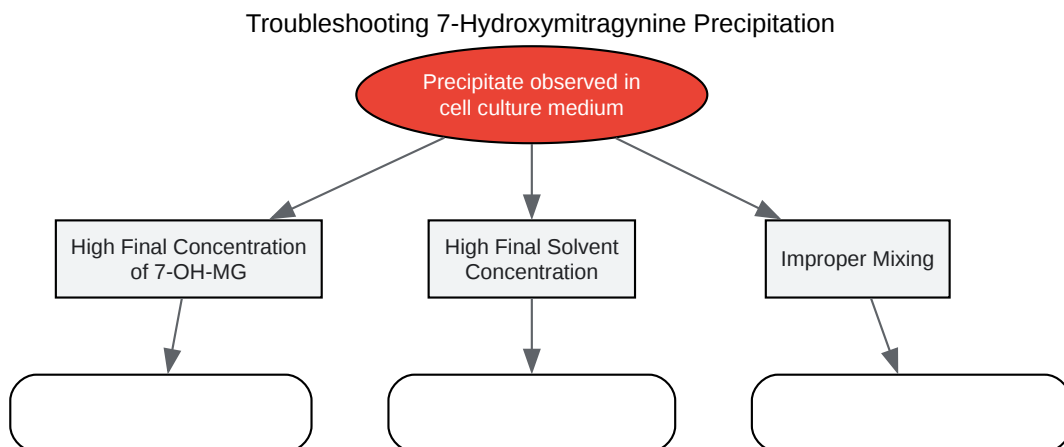 Troubleshooting 7-Hydroxymitragynine Precipitation
Precipitate observed in
cell culture medium
High Final Concentration
of 7-OH-MG
High Final Solvent
Concentration
Improper Mixing